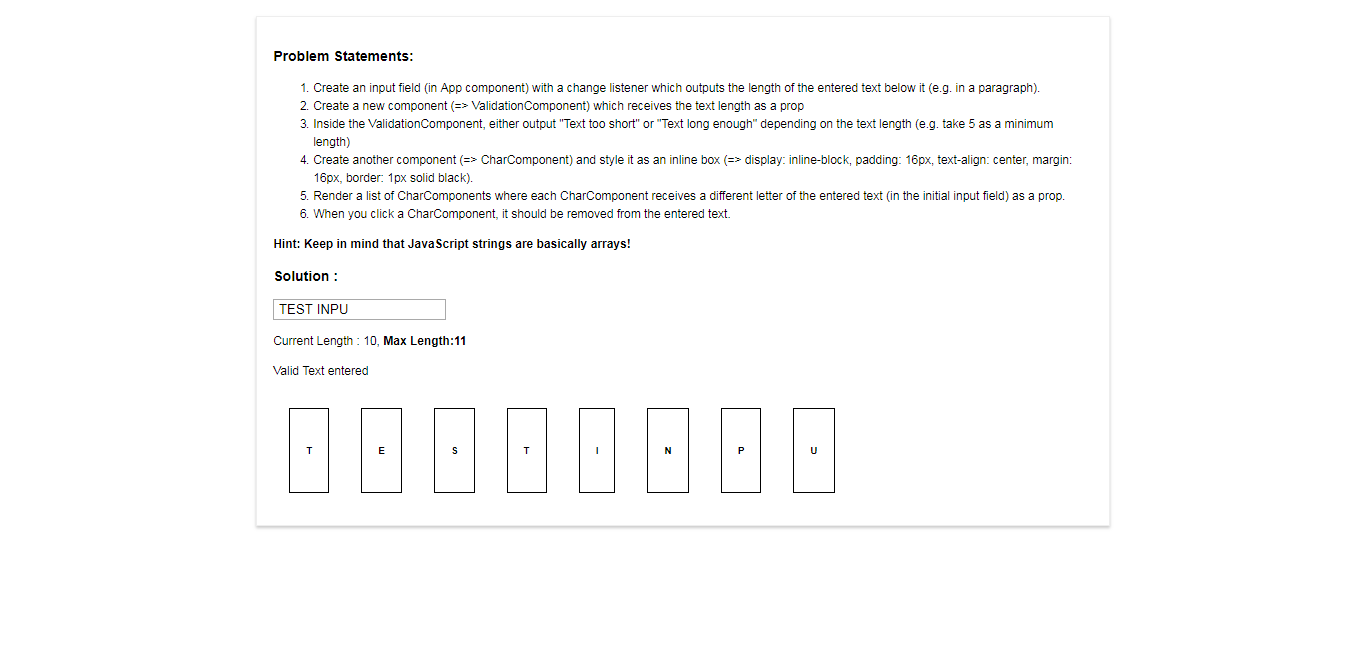 Problem Statements:
1. Create an input field (in App component) with a change listener which outputs the length of the entered text below it (e.g. in a paragraph).
2. Create a new component (=> ValidationComponent) which receives the text length as a prop
3. Inside the ValidationComponent, either output "Text too short" or "Text long enough" depending on the text length (e.g. take 5 as a minimum
length)
4. Create another component (=> CharComponent) and style it as an inline box (=> display: inline-block, padding: 16px, text-align: center, margin:
16px, border: 1px solid black).
5. Render a list of CharComponents where each CharComponent receives a different letter of the entered text (in the initial input field) as a prop.
6. When you click a CharComponent, it should be removed from the entered text.
Hint: Keep in mind that JavaScript strings are basically arrays!
Solution :
TEST INPU
Current Length : 10, Max Length:11
Valid Text entered
T E S T I N P U